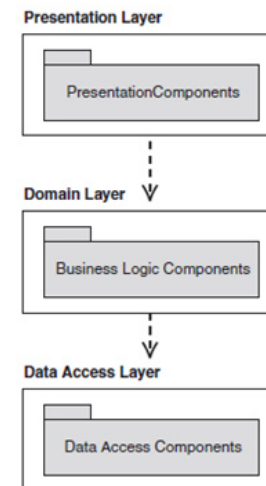 Presentation Layer
PresentationComponents
Domain Layer
Business Logic Components
Data Access Layer
Data Access Components